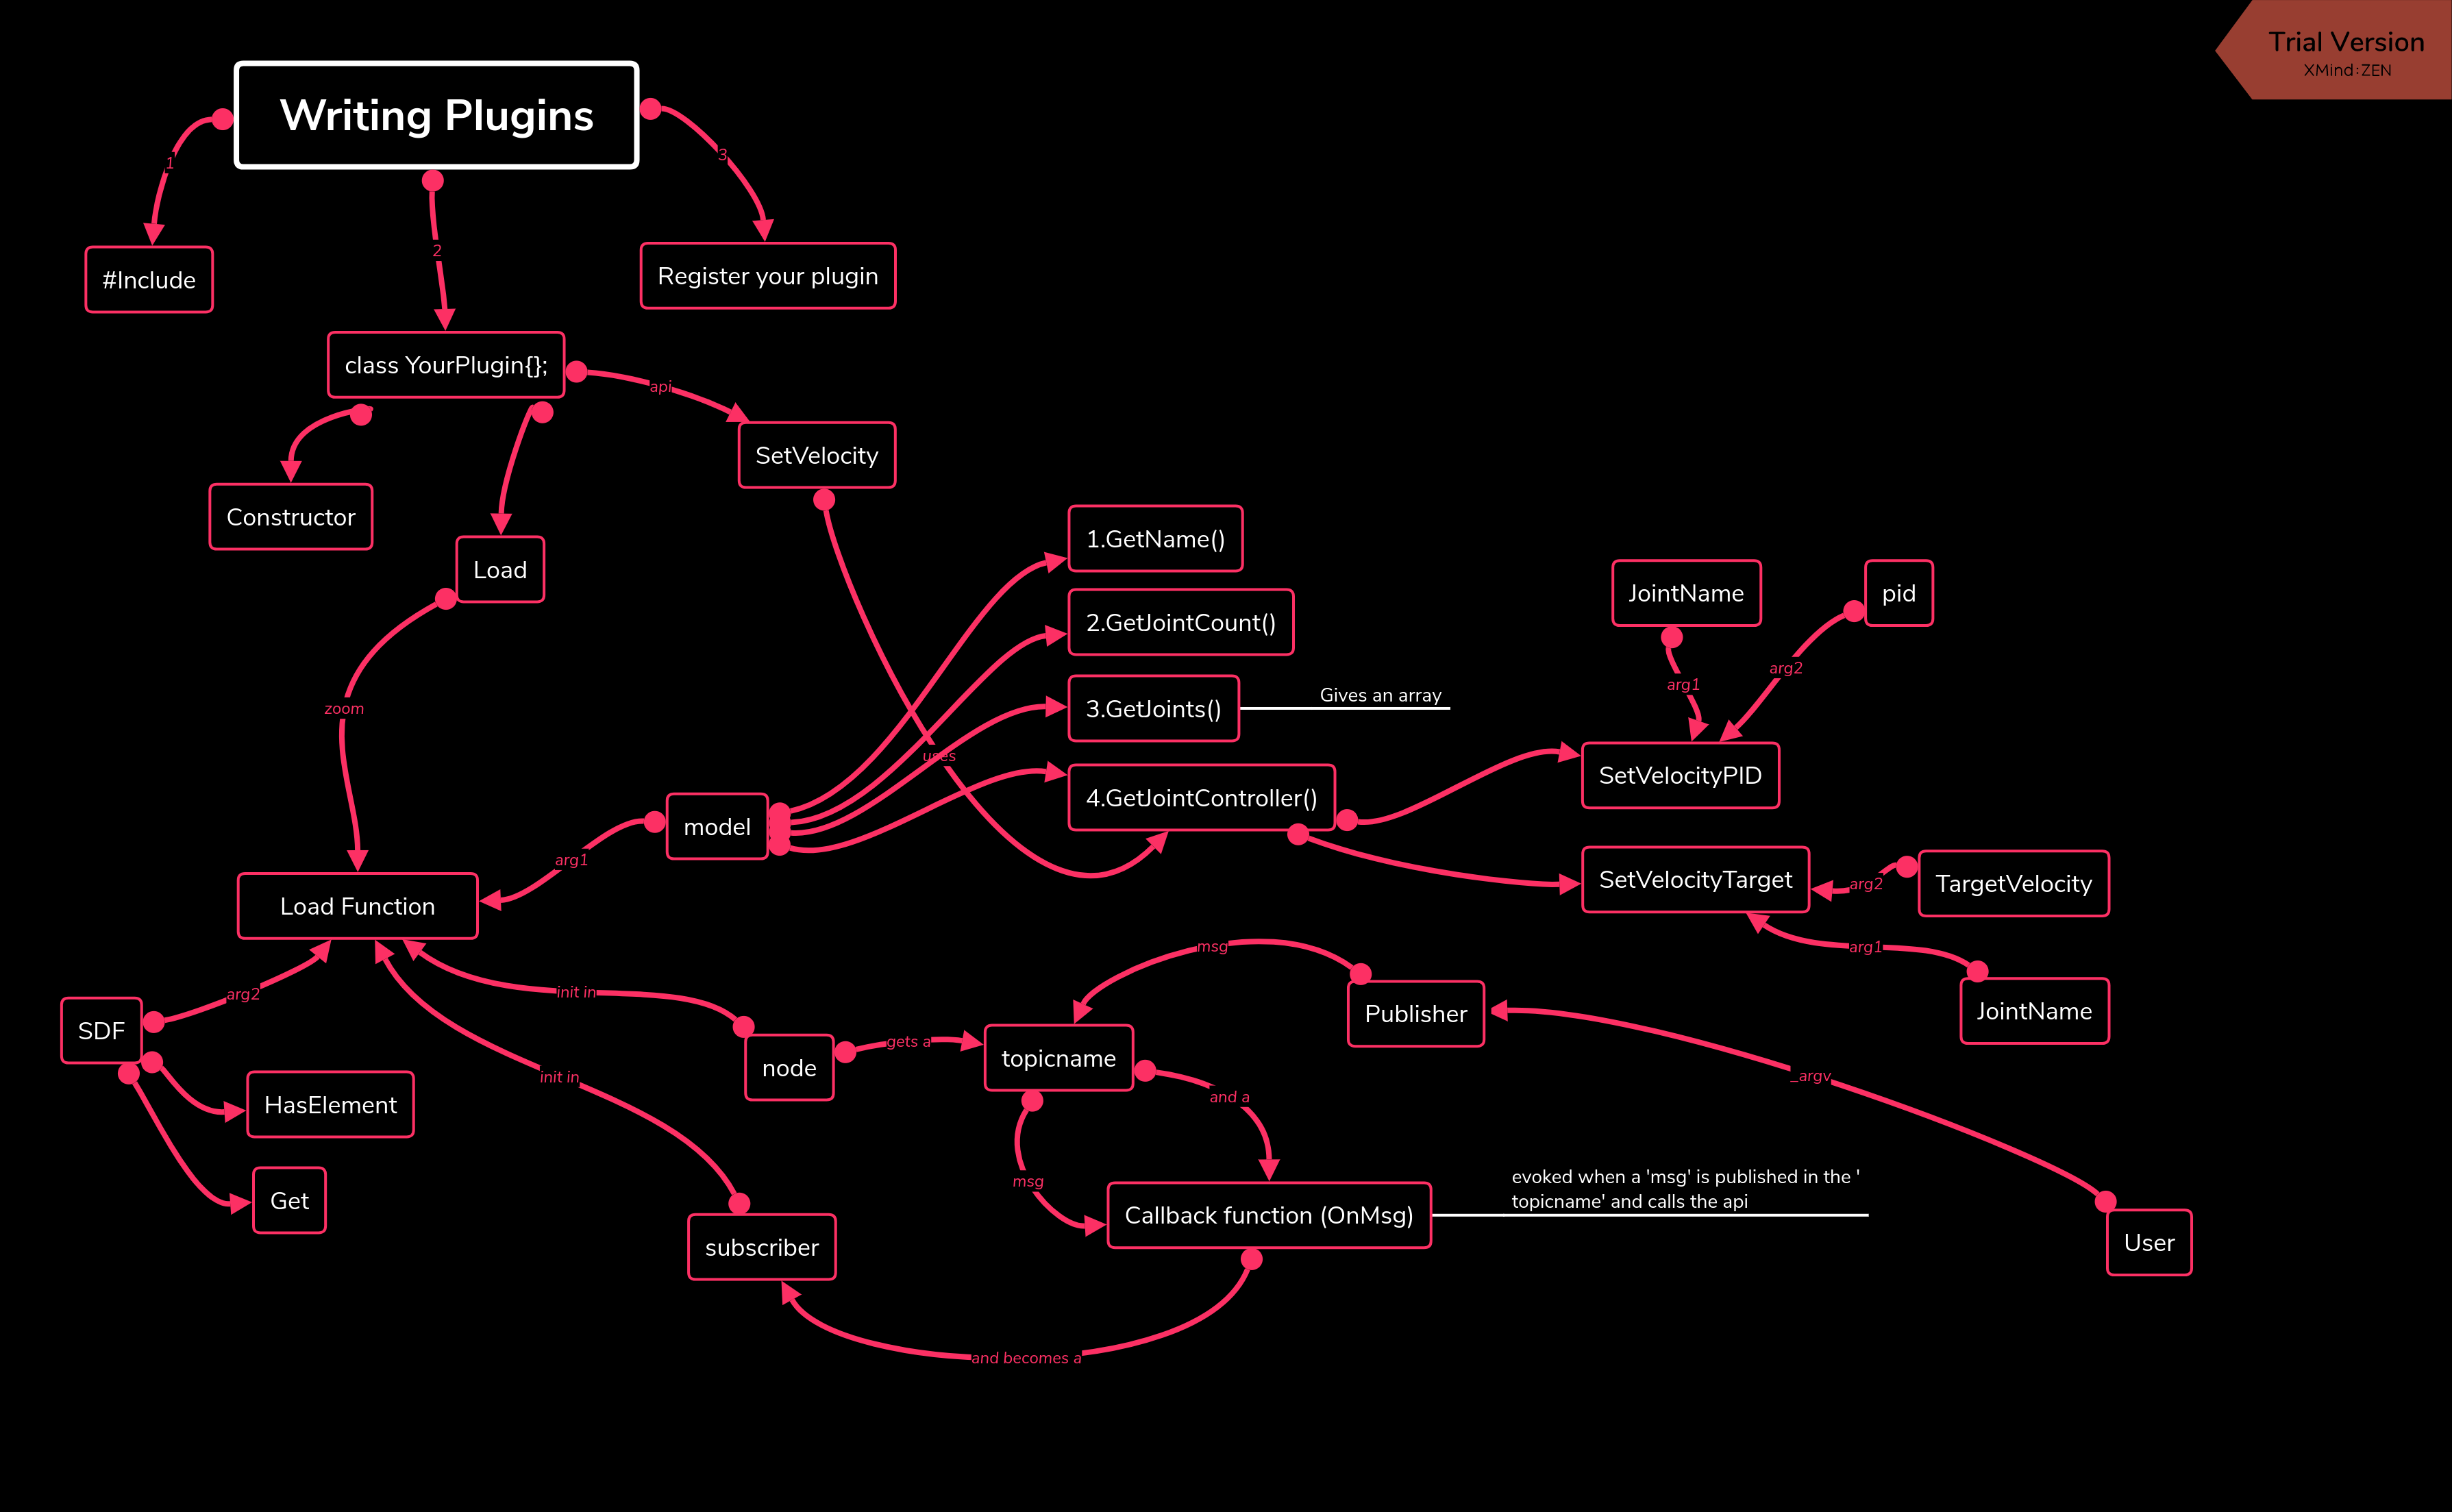 Trial Version
XMind:ZEN
Writing Plugins
1
3
2
#Include
Register your plugin
class YourPlugin{};
api
SetVelocity
Constructor
Load
1.GetName()
2.GetJointCount()
3.GetJoints()
Gives an array
JointName
pid
arg1
arg2
zoom
uses
4.GetJointController()
SetVelocityPID
model
arg1
Load Function
SetVelocityTarget
arg2
TargetVelocity
arg1
JointName
msg
Publisher
arg2
init in
SDF
node
gets a
topicname
_argv
init in
and a
HasElement
msg
evoked when a 'msg' is published in the '
topicname' and calls the api
Get
Callback function (OnMsg)
subscriber
User
and becomes a